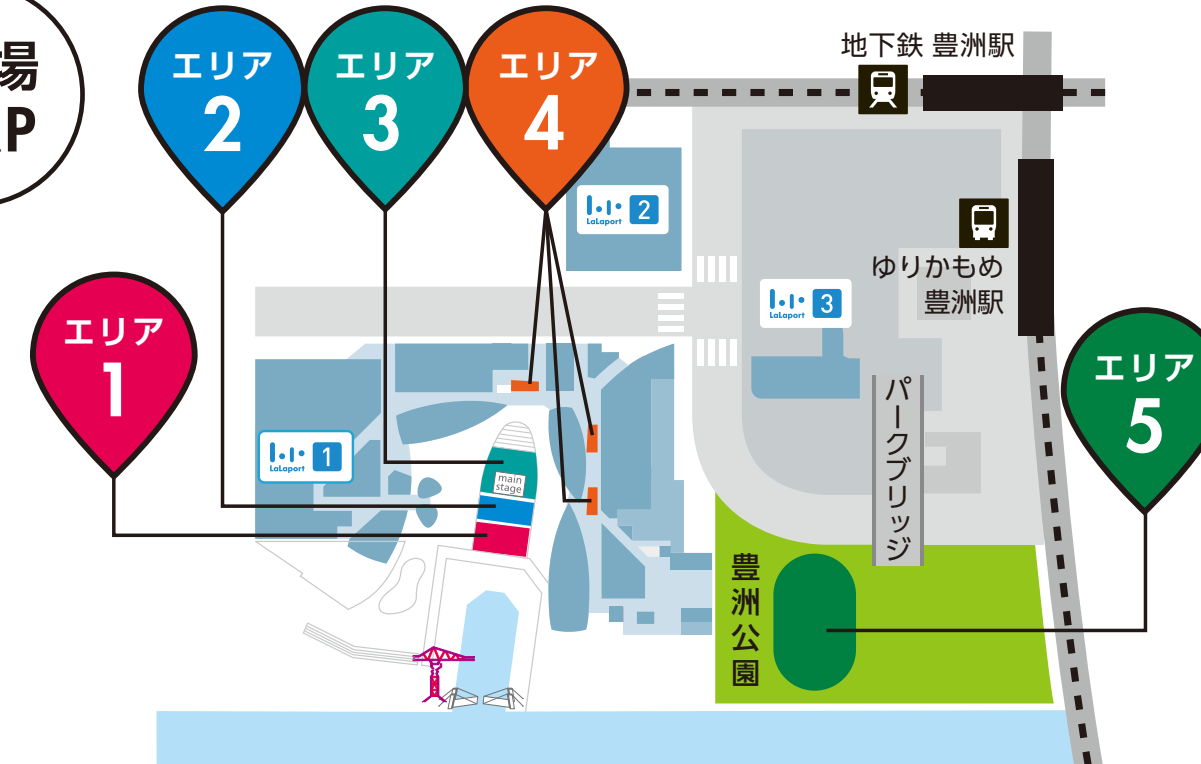 場
P
エリア
2
エリア
3
エリア
4
地下鉄 豊洲駅
LaLaport 2
ゆりかもめ
豊洲駅
LaLaport 3
エリア
1
エリア
5
パークブリッジ
LaLaport 1
main
stage
豊洲公園